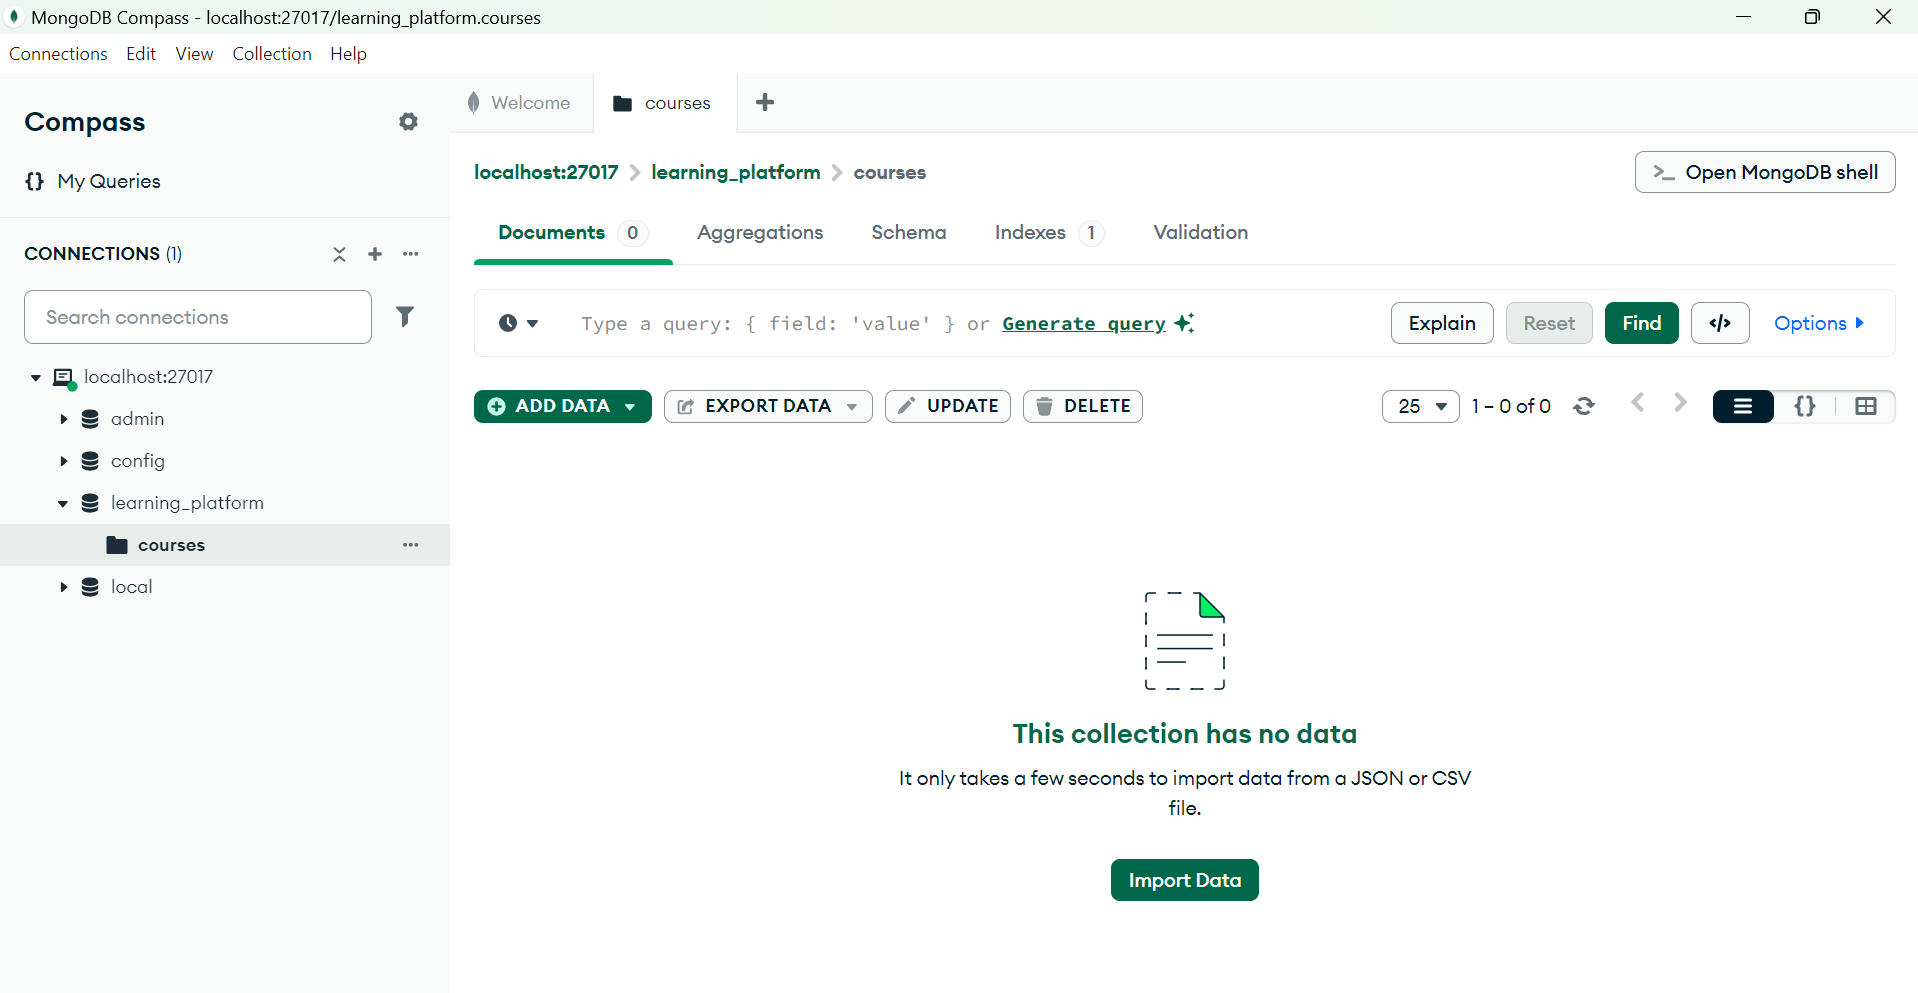 MongoDB Compass - localhost:27017/learning_platform.courses
Connections Edit View Collection Help
Compass
{} My Queries
CONNECTIONS (1)
Search connections
localhost:27017
admin
config
learning_platform
courses
local
Welcome
courses
localhost:27017 > learning_platform > courses
Open MongoDB shell
Documents 0 Aggregations Schema Indexes 1 Validation
Type a query: { field: 'value' } or Generate query
Explain Reset Find </> Options
ADD DATA EXPORT DATA UPDATE DELETE
25 1 – 0 of 0 {}
This collection has no data
It only takes a few seconds to import data from a JSON or CSV
file.
Import Data